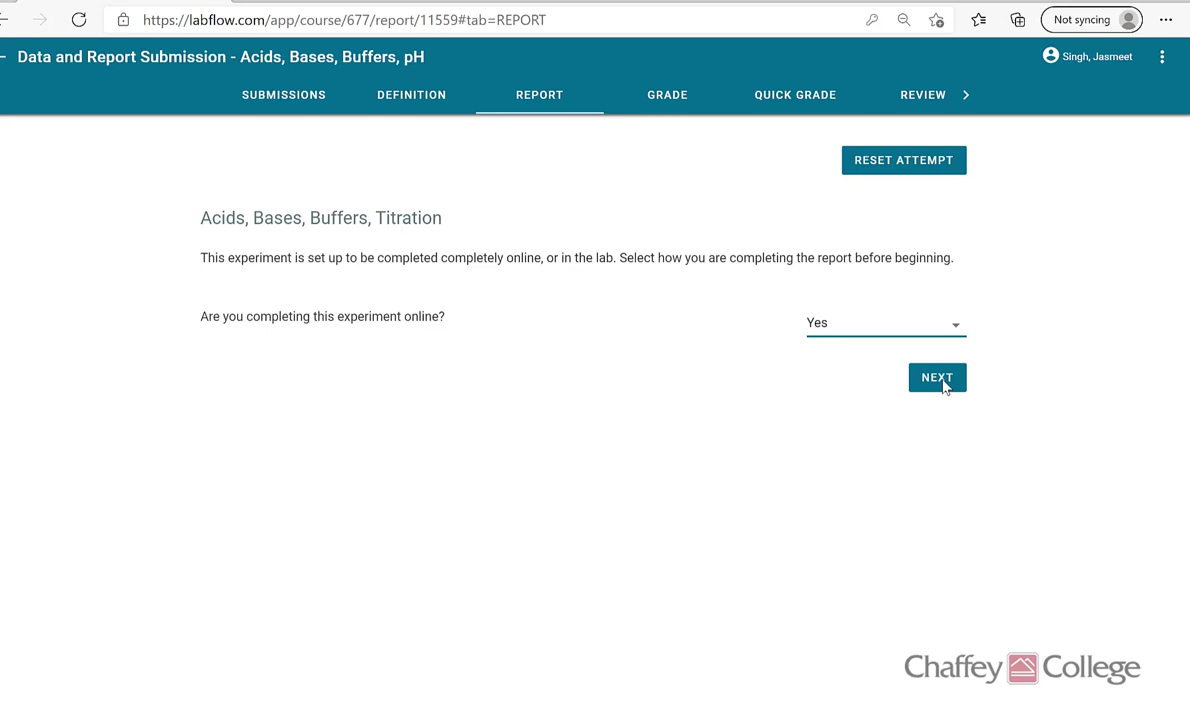 https://labflow.com/app/course/677/report/11559#tab=REPORT
Not syncing
Data and Report Submission - Acids, Bases, Buffers, pH
Singh, Jasmeet
SUBMISSIONS DEFINITION REPORT GRADE QUICK GRADE REVIEW
RESET ATTEMPT
Acids, Bases, Buffers, Titration
This experiment is set up to be completed completely online, or in the lab. Select how you are completing the report before beginning.
Are you completing this experiment online?
Yes
NEXT
Chaffey College